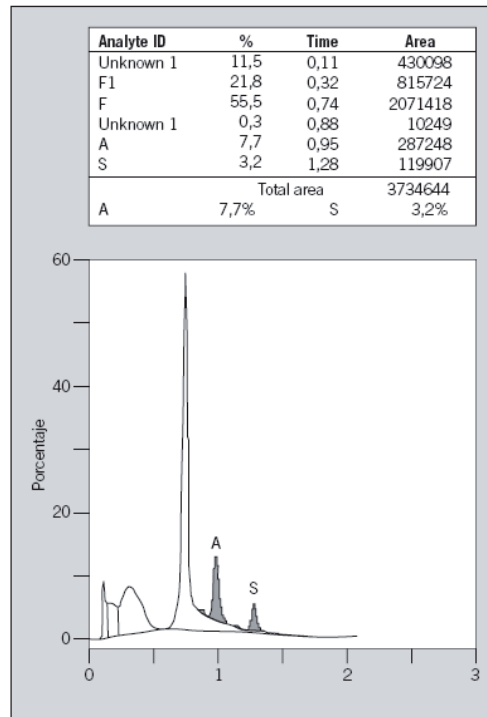 Analyte ID % Time Area
Unknown 1 11,5 0,11 430098
F1 21,8 0,32 815724
F 55,5 0,74 2071418
Unknown 1 0,3 0,88 10249
A 7,7 0,95 287248
S 3,2 1,28 119907
Total area 3734644
A 7,7% S 3,2%
60
40
20
0
Porcentaje
A
S
0 1 2 3